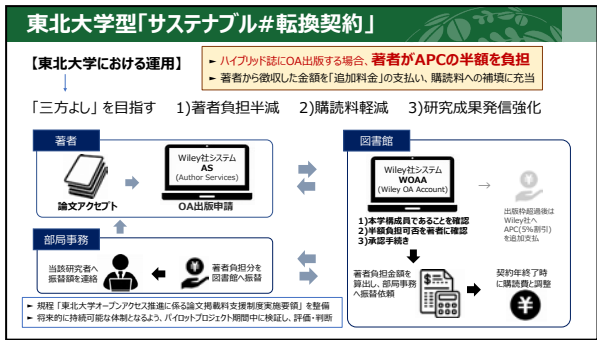 東北大学型「サステナブル#転換契約」
【東北大学における運用】
► ハイブリッド誌にOA出版する場合、著者がAPCの半額を負担
► 著者から徴収した金額を「追加料金」の支払い、購読料への補填に充当
「三方よし」を目指す 1)著者負担半減 2)購読料軽減 3)研究成果発信強化
著者
Wiley社システム
AS
(Author Services)
論文アクセプト
OA出版申請
部局事務
当該研究者へ
振替額を連絡
著者負担分を
図書館へ振替
図書館
Wiley社システム
WOAA
(Wiley OA Account)
1)本学構成員であることを確認
2)半額負担可否を著者に確認
3)承認手続き
出版枠超過後は
Wiley社へ
APC(5%割引)
を追加支払
著者負担金額を
算出し、部局事務
へ振替依頼
契約年終了時
に購読費と調整
► 規程「東北大学オープンアクセス推進に係る論文掲載料支援制度実施要領」を整備
► 将来的に持続可能な体制となるよう、パイロットプロジェクト期間中に検証し、評価・判断